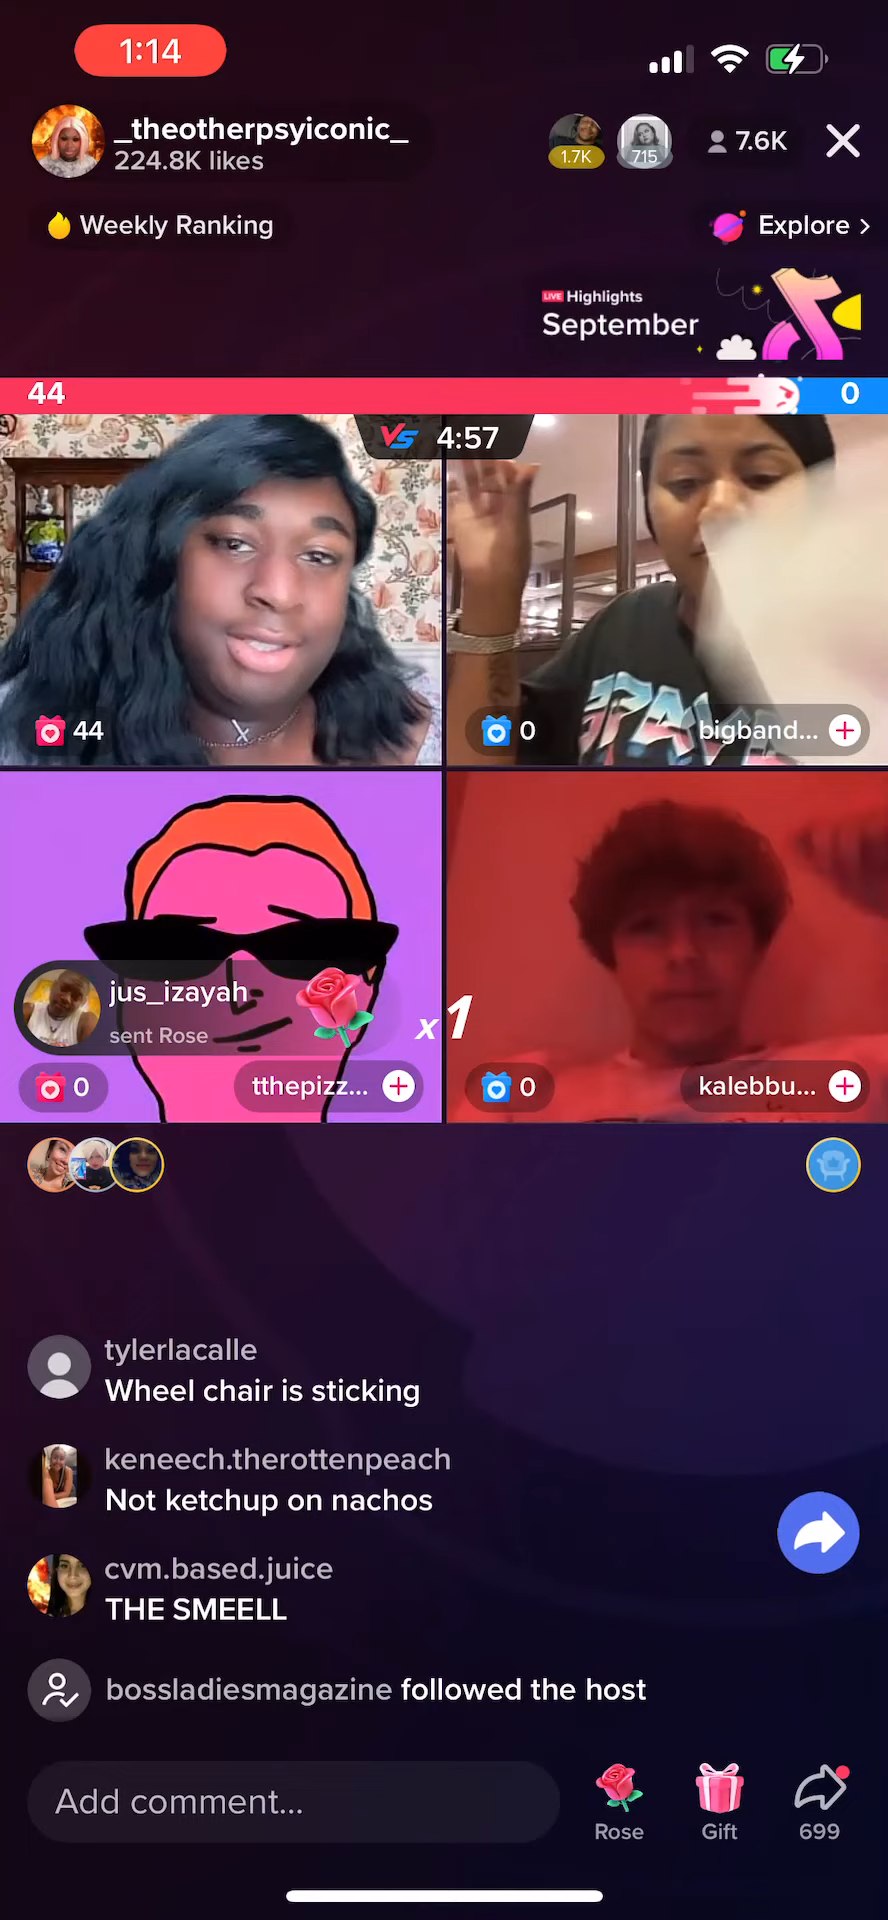 1:14
_theotherpsyiconic_
224.8K likes
1.7K
715
7.6K
Weekly Ranking
Explore >
LIVE Highlights
September
44
0
VS 4:57
44
0
bigband...
jus_izayah
sent Rose
x1
0
tthepizz...
0
kalebbu...
tylerlacalle
Wheel chair is sticking
keneech.therottenpeach
Not ketchup on nachos
cvm.based.juice
THE SMEELL
bossladiesmagazine followed the host
Add comment...
Rose
Gift
699